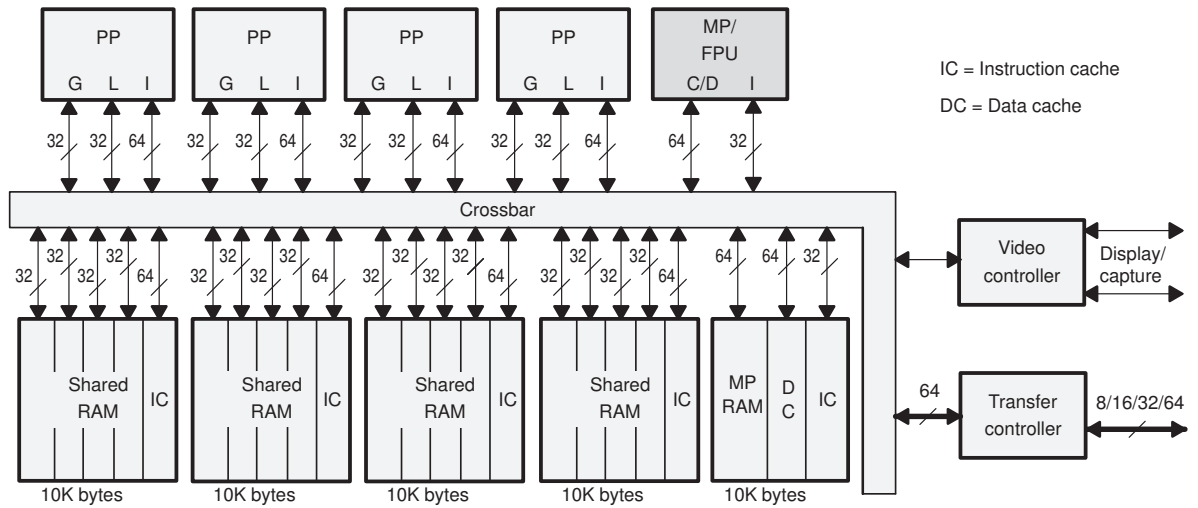 PP
G L I
PP
G L I
PP
G L I
PP
G L I
MP/
FPU
C/D I
IC = Instruction cache
DC = Data cache
32 32 64
32 32 64
32 32 64
32 32 64
64 32
Crossbar
32 32 32 32 64
32 32 32 32 64
32 32 32 32 64
32 32 32 32 64
64 64 32
Video
controller
Display/
capture
Shared
RAM
IC
Shared
RAM
IC
Shared
RAM
IC
Shared
RAM
IC
MP
RAM
D
C
IC
64
Transfer
controller
8/16/32/64
10K bytes
10K bytes
10K bytes
10K bytes
10K bytes